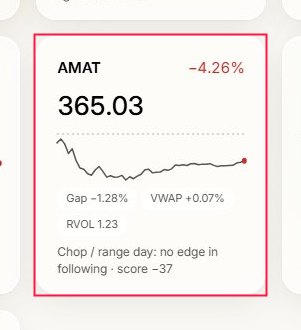 AMAT −4.26%
365.03
Gap −1.28% VWAP +0.07%
RVOL 1.23
Chop / range day: no edge in
following · score −37